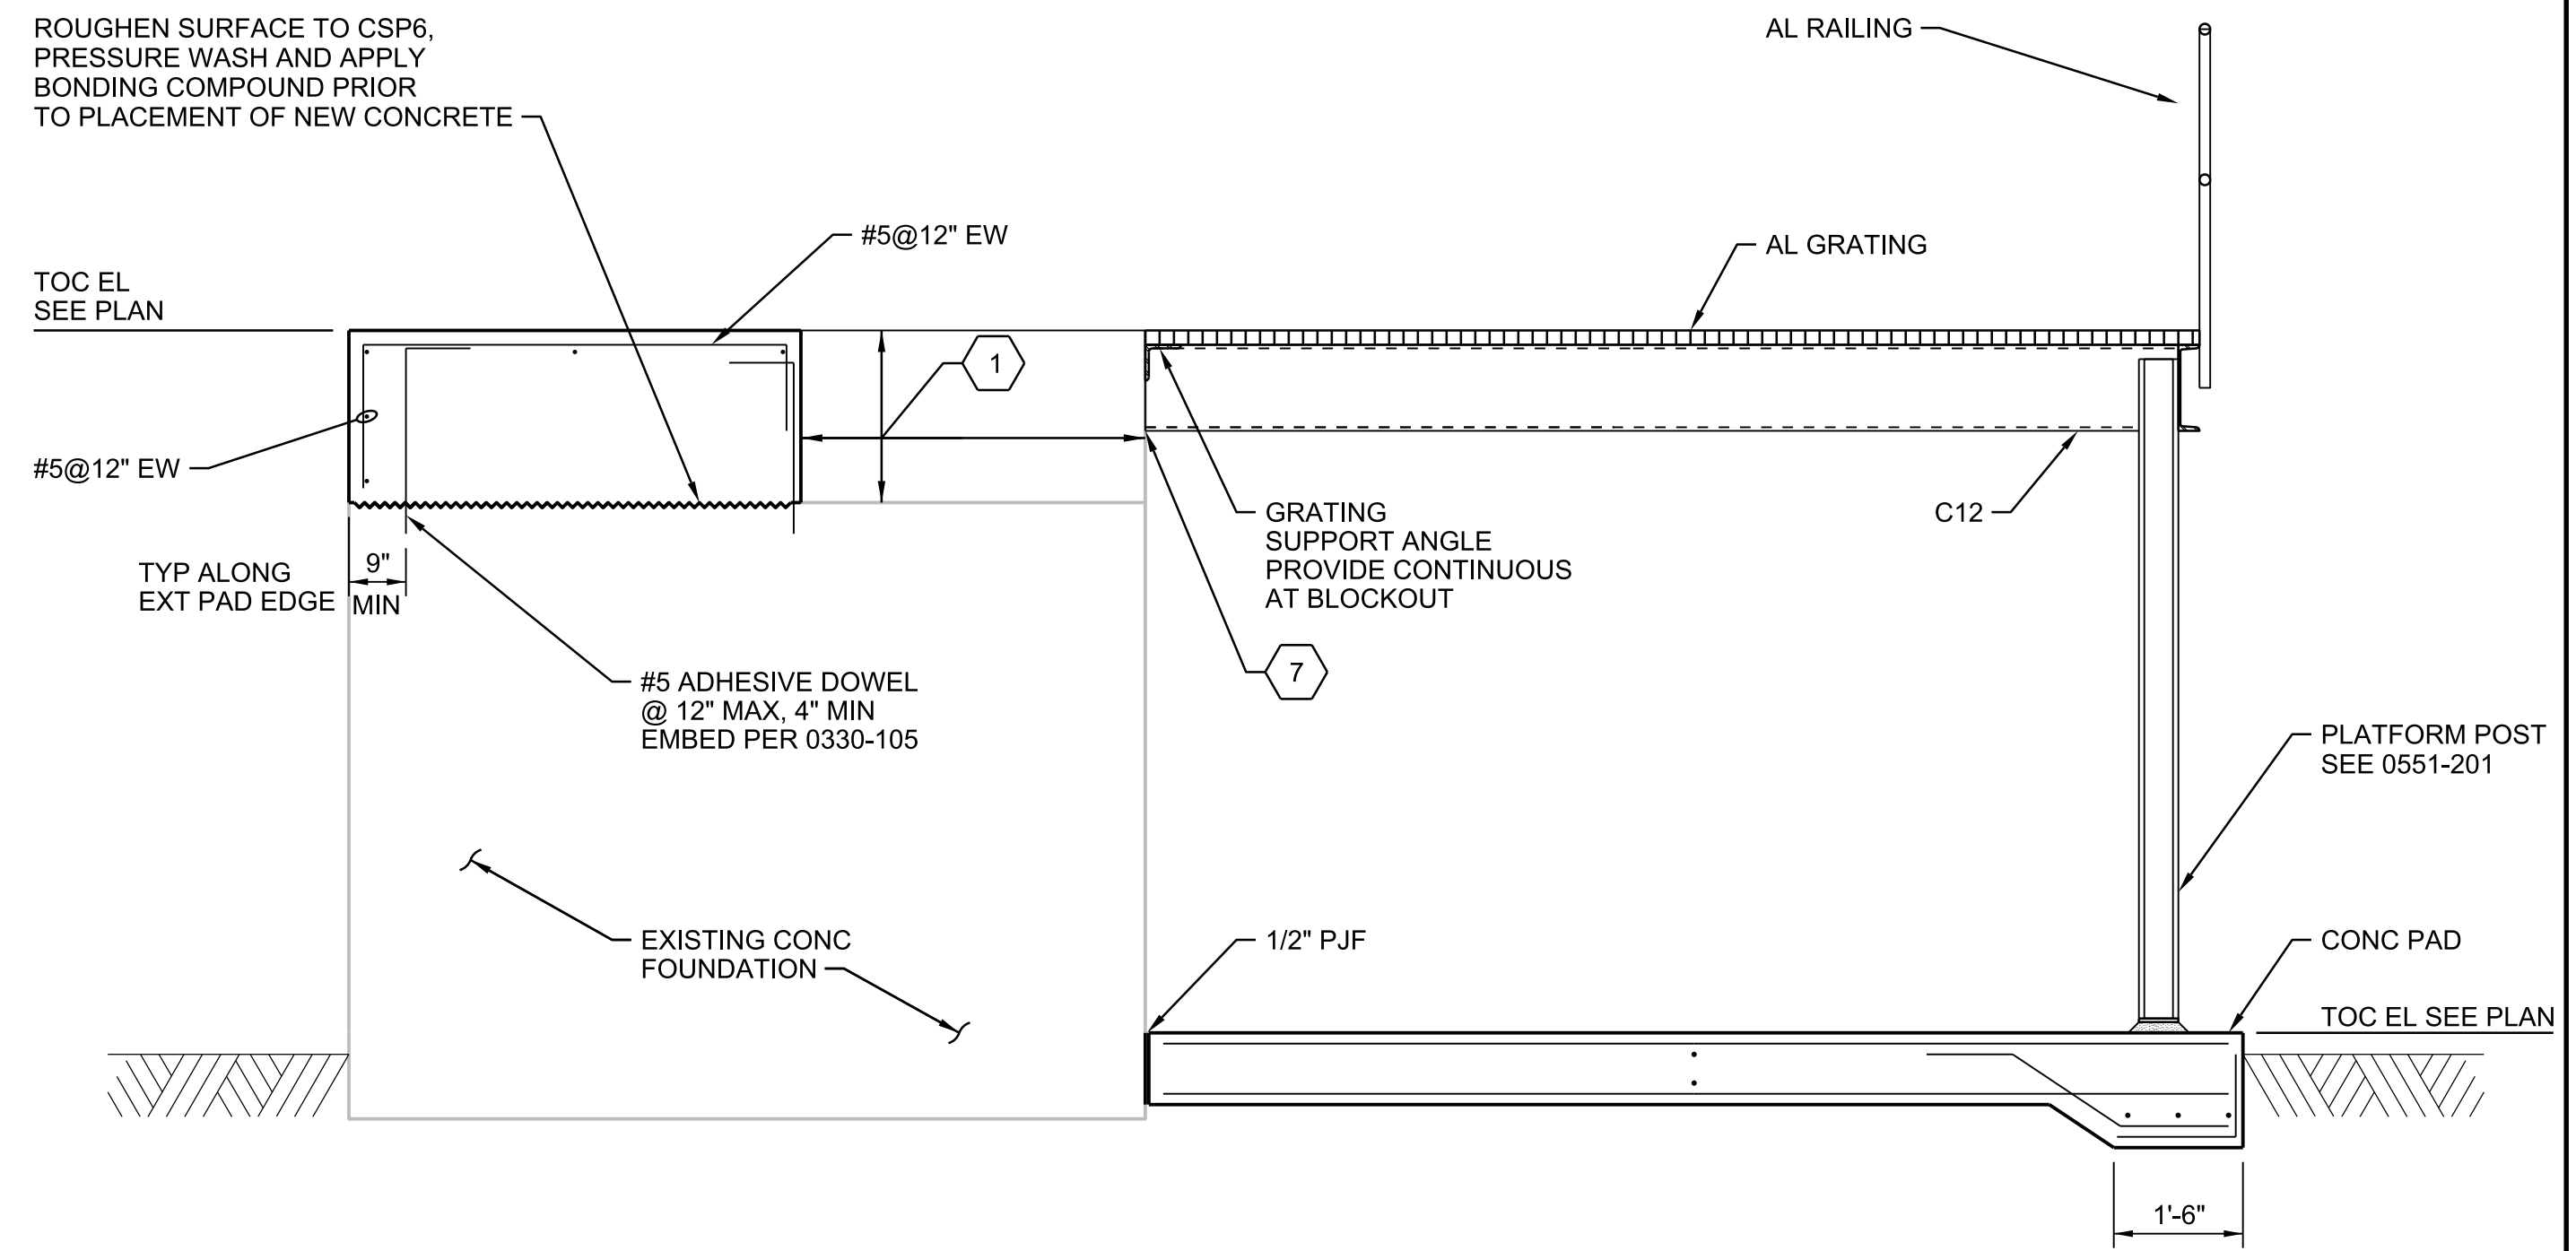 ROUGHEN SURFACE TO CSP6,
PRESSURE WASH AND APPLY
BONDING COMPOUND PRIOR
TO PLACEMENT OF NEW CONCRETE
AL RAILING
#5@12" EW
AL GRATING
TOC EL
SEE PLAN
1
#5@12" EW
GRATING
SUPPORT ANGLE
PROVIDE CONTINUOUS
AT BLOCKOUT
C12
TYP ALONG
EXT PAD EDGE
9"
MIN
7
#5 ADHESIVE DOWEL
@ 12" MAX, 4" MIN
EMBED PER 0330-105
PLATFORM POST
SEE 0551-201
EXISTING CONC
FOUNDATION
1/2" PJF
CONC PAD
TOC EL SEE PLAN
1'-6"